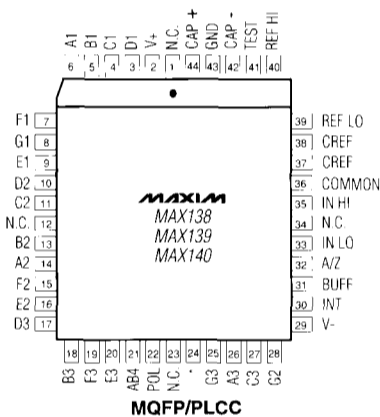 A1 B1 C1 D1 V+ N.C. CAP + GND CAP - TEST REF HI
6 5 4 3 2 1 44 43 42 41 40
F1 7
G1 8
E1 9
D2 10
C2 11
N.C. 12
B2 13
A2 14
F2 15
E2 16
D3 17
MAXIM
MAX138
MAX139
MAX140
39 REF LO
38 CREF
37 CREF
36 COMMON
35 IN HI
34 N.C.
33 IN LO
32 A/Z
31 BUFF
30 INT
29 V-
18 19 20 21 22 23 24 25 26 27 28
B3 F3 E3 AB4 POL N.C. - G3 A3 C3 G2
MQFP/PLCC